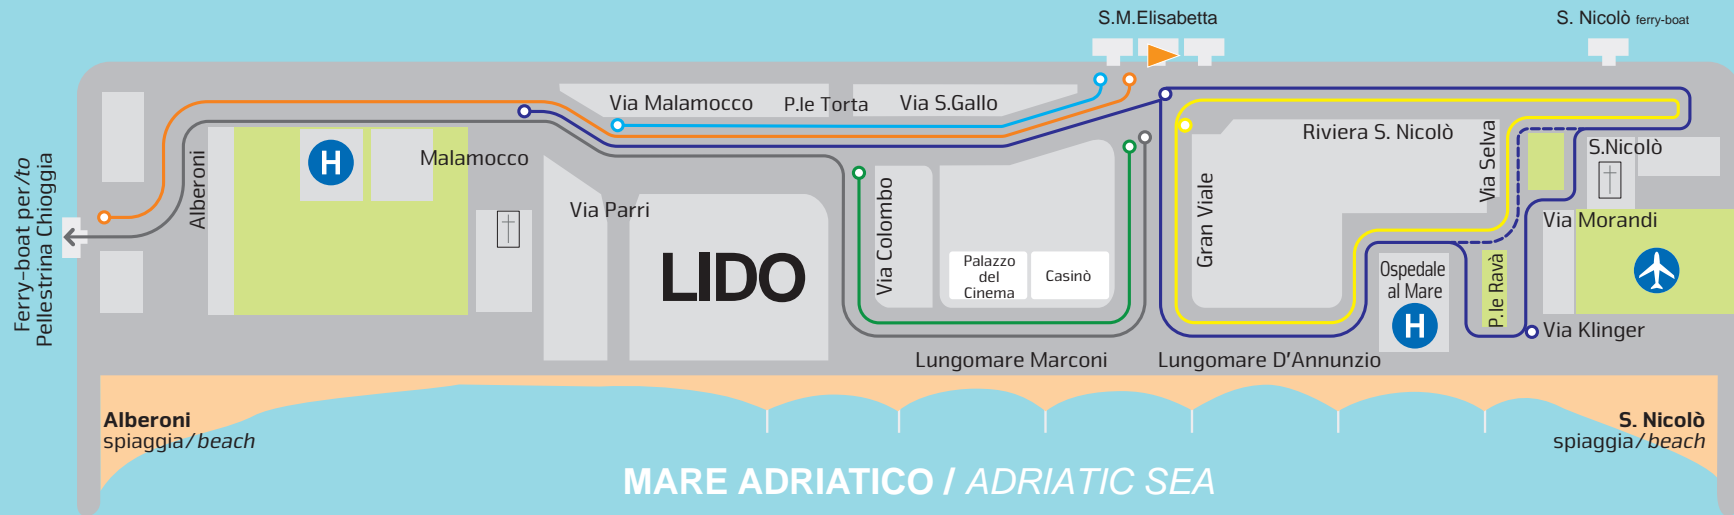 S.M.Elisabetta
S. Nicolò ferry-boat
Via Malamocco
P.le Torta
Via S.Gallo
Riviera S. Nicolò
Via Selva
S.Nicolò
H
Malamocco
Alberoni
Ferry-boat per/to
Pellestrina Chioggia
Via Parri
LIDO
Via Colombo
Palazzo
del
Cinema
Casinò
Gran Viale
Via Morandi
Ospedale
al Mare
H
P.le Ravà
Via Klinger
Lungomare Marconi
Lungomare D'Annunzio
Alberoni
spiaggia/beach
S. Nicolò
spiaggia/beach
MARE ADRIATICO / ADRIATIC SEA